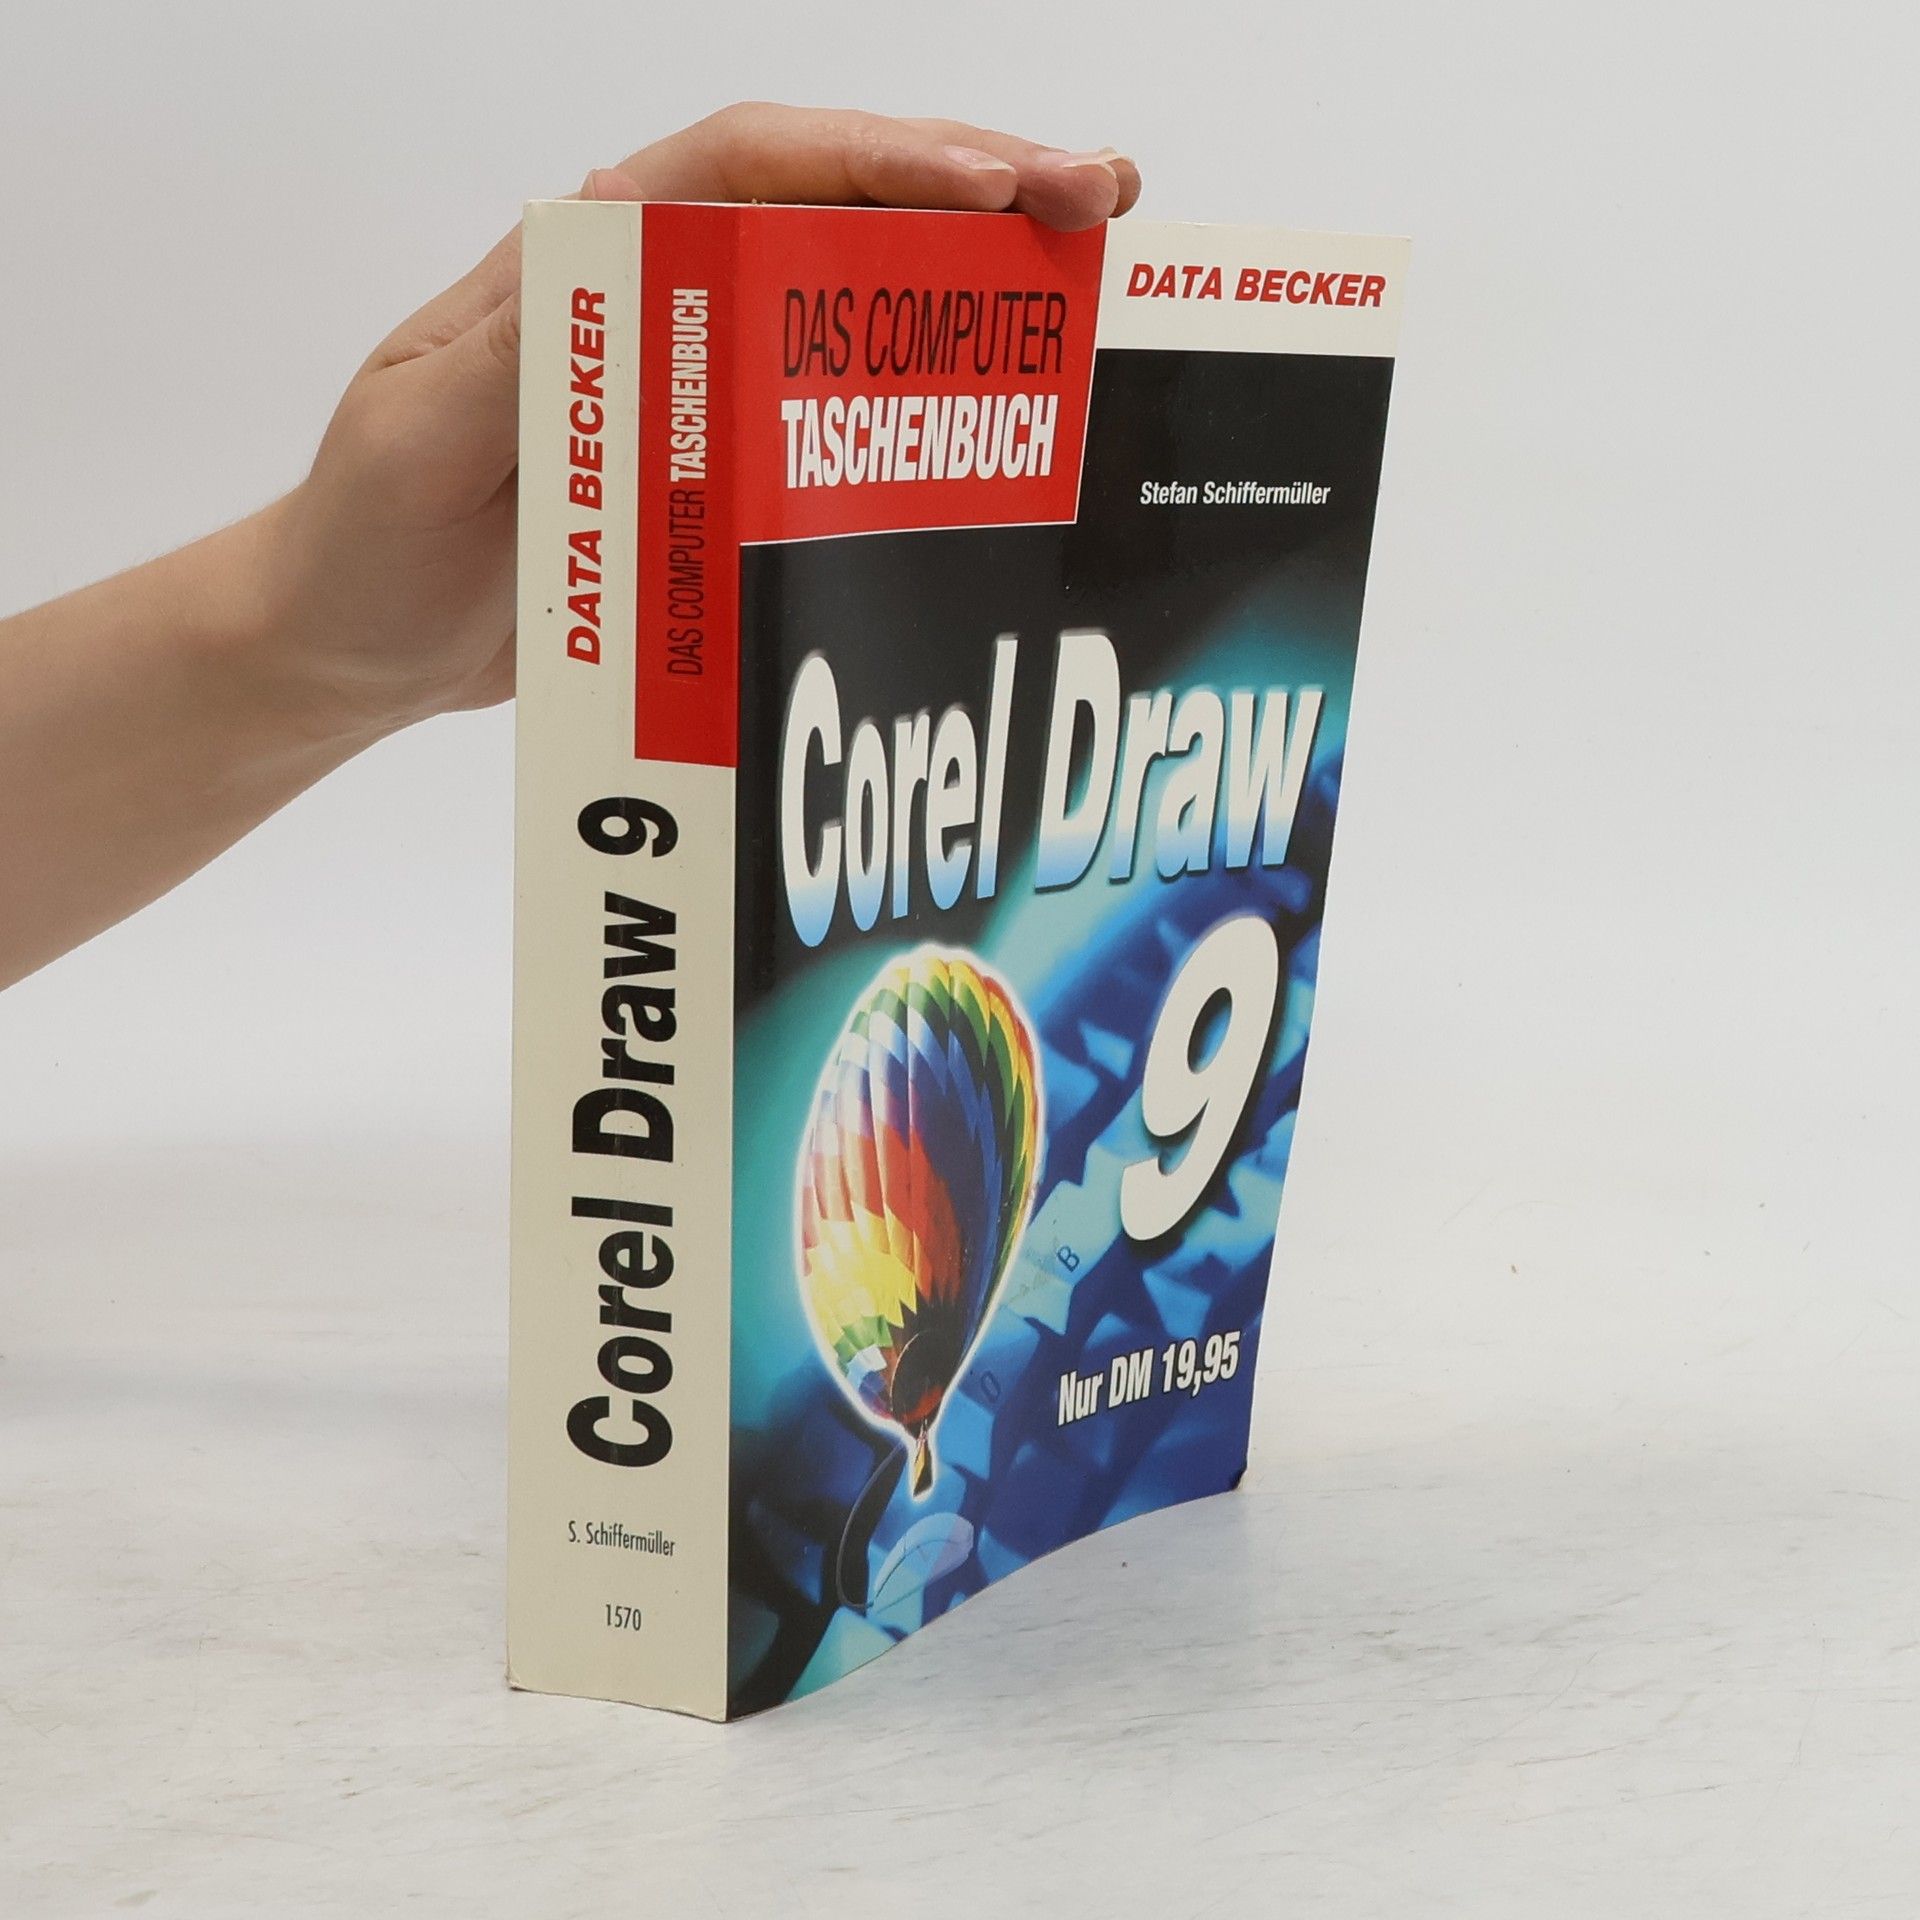 DATA BECKER
DAS COMPUTER TASCHENBUCH
Corel Draw 9
S. Schiffermüller
1570
DAS COMPUTER
TASCHENBUCH
DATA BECKER
Stefan Schiffermüller
Corel Draw
9
B
O
Nur DM 19,95